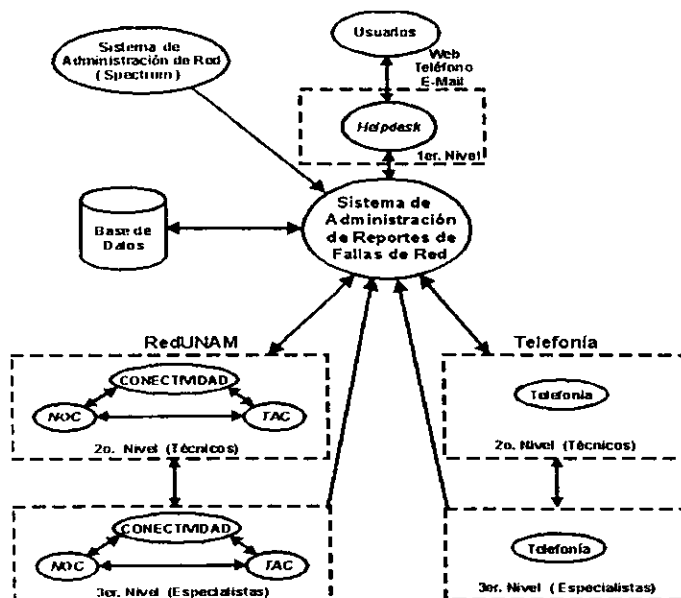 Sistema de
Administración de Red
(Spectrum)
Usuarios
Web
Teléfono
E-Mail
Helpdesk
1er. Nivel
Sistema de
Administración
de Reportes de
Fallas de Red
Base de
Datos
RedUNAM
CONECTIVIDAD
NOC
TAC
2o. Nivel (Técnicos)
CONECTIVIDAD
NOC
TAC
3er. Nivel (Especialistas)
Telefonía
Telefonía
2o. Nivel (Técnicos)
Telefonía
3er. Nivel (Especialistas)